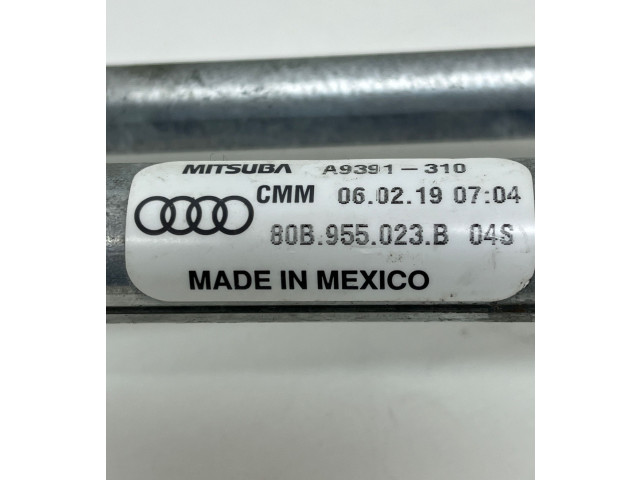 MITSUBA A9391-310
CMM 06.02.19 07:04
80B.955.023.B 04S
MADE IN MEXICO